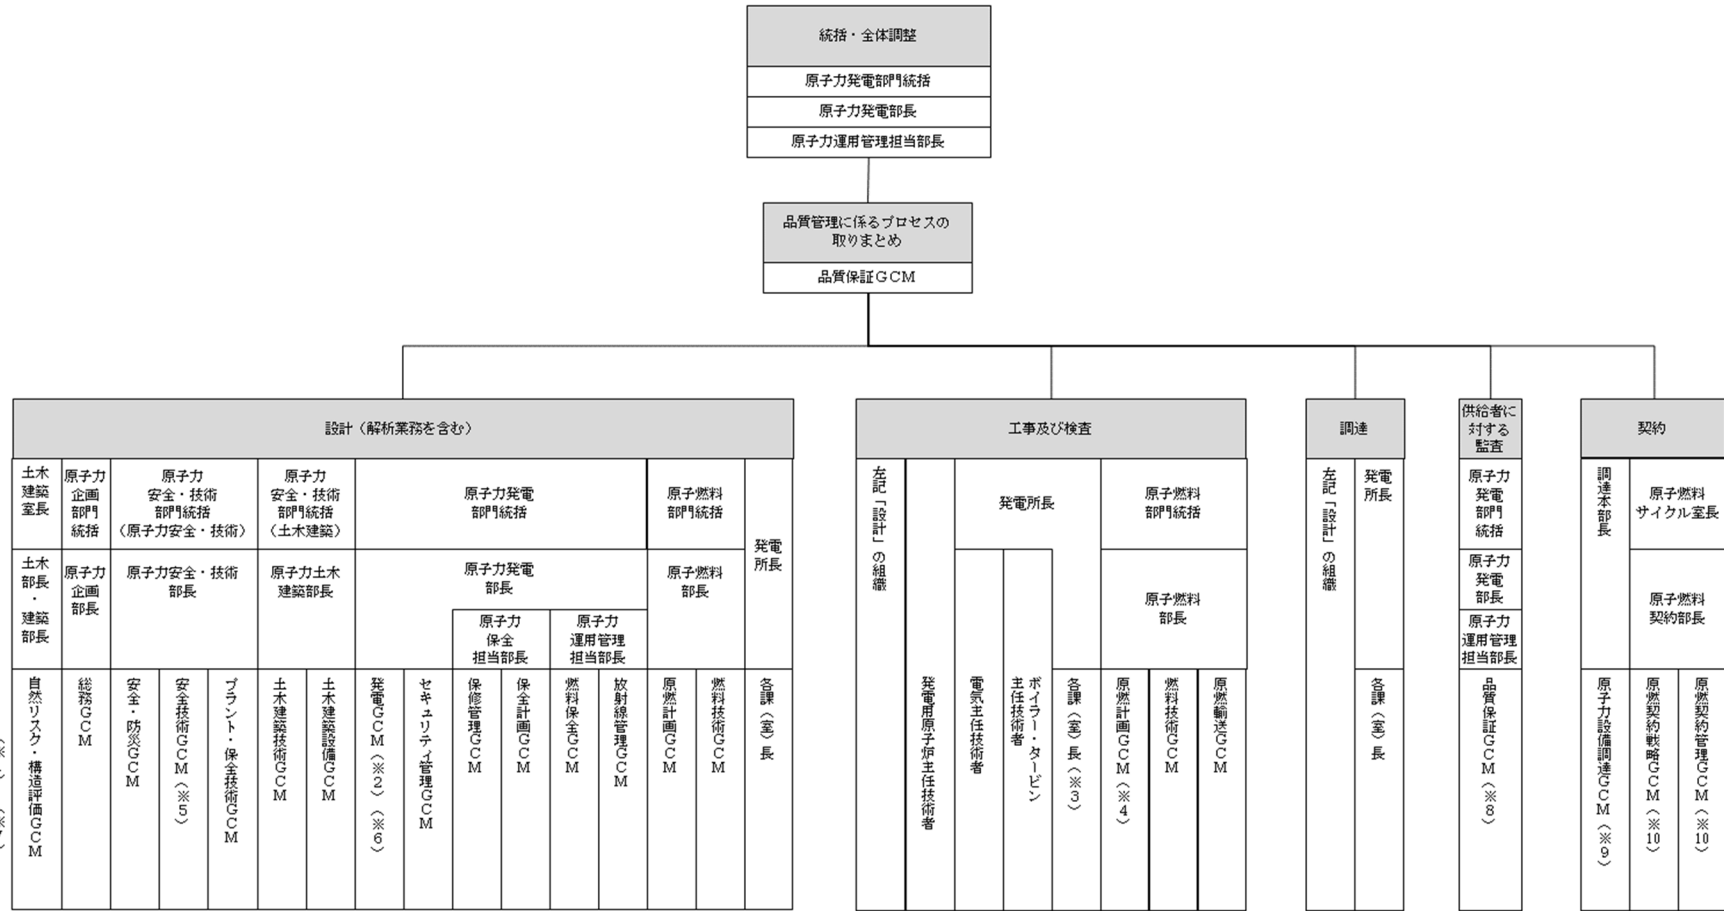 統括・全体調整
原子力発電部門統括
原子力発電部長
原子力運用管理担当部長
品質管理に係るプロセスの
取りまとめ
品質保証GCM
設計（解析業務を含む）
土木
建築
室長
原子力
企画
部門
統括
原子力
安全・技術
部門統括
（原子力安全・技術）
原子力
安全・技術
部門統括
（土木建築）
原子力発電
部門統括
原子燃料
部門統括
発電
所長
土木
部長
・
建築
部長
原子力
企画
部長
原子力安全・技術
部長
原子力土木
建築部長
原子力発電
部長
原子力
保全
担当部長
原子力
運用管理
担当部長
原子燃料
部長
自然リスク・構造評価GCM
総務GCM
安全・防災GCM
安全技術GCM（※5）
プラント・保全技術GCM
土木建築技術GCM
土木建築設備GCM
発電GCM（※2）（※6）
セキュリティ管理GCM
保修管理GCM
保全計画GCM
燃料保全GCM
放射線管理GCM
原燃計画GCM
燃料技術GCM
各課（室）長
工事及び検査
左記「設計」の組織
発電所長
原子燃料
部門統括
原子燃料
部長
発電用原子炉主任技術者
電気主任技術者
ボイラー・タービン
主任技術者
各課（室）長（※3）
原燃計画GCM（※4）
燃料技術GCM
原燃輸送GCM
調達
左記「設計」の組織
発電
所長
各課（室）長
供給者に
対する
監査
原子力
発電
部門
統括
原子力
発電
部長
原子力
運用管理
担当部長
品質保証GCM（※8）
契約
調達本部長
原子燃料
サイクル室長
原子燃料
契約部長
原子力設備調達GCM（※9）
原燃契約戦略GCM（※10）
原燃契約管理GCM（※10）